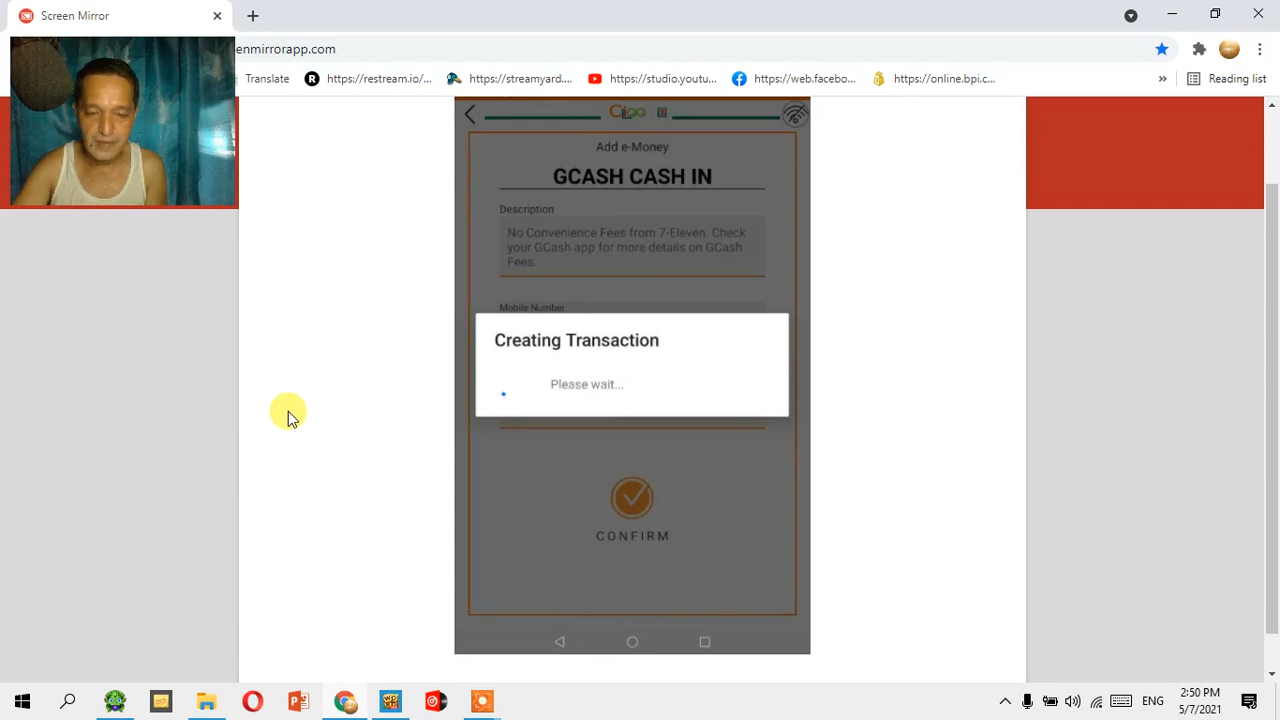 Screen Mirror
enmirrorapp.com
Translate
https://restream.io/...
https://streamyard....
https://studio.youtu...
https://web.facebo...
https://online.bpi.c...
Reading list
CLiQQ
Add e-Money
GCASH CASH IN
Description
No Convenience Fees from 7-Eleven. Check
your GCash app for more details on GCash
Fees.
Mobile Number
Creating Transaction
Please wait...
CONFIRM
ENG
2:50 PM
5/7/2021